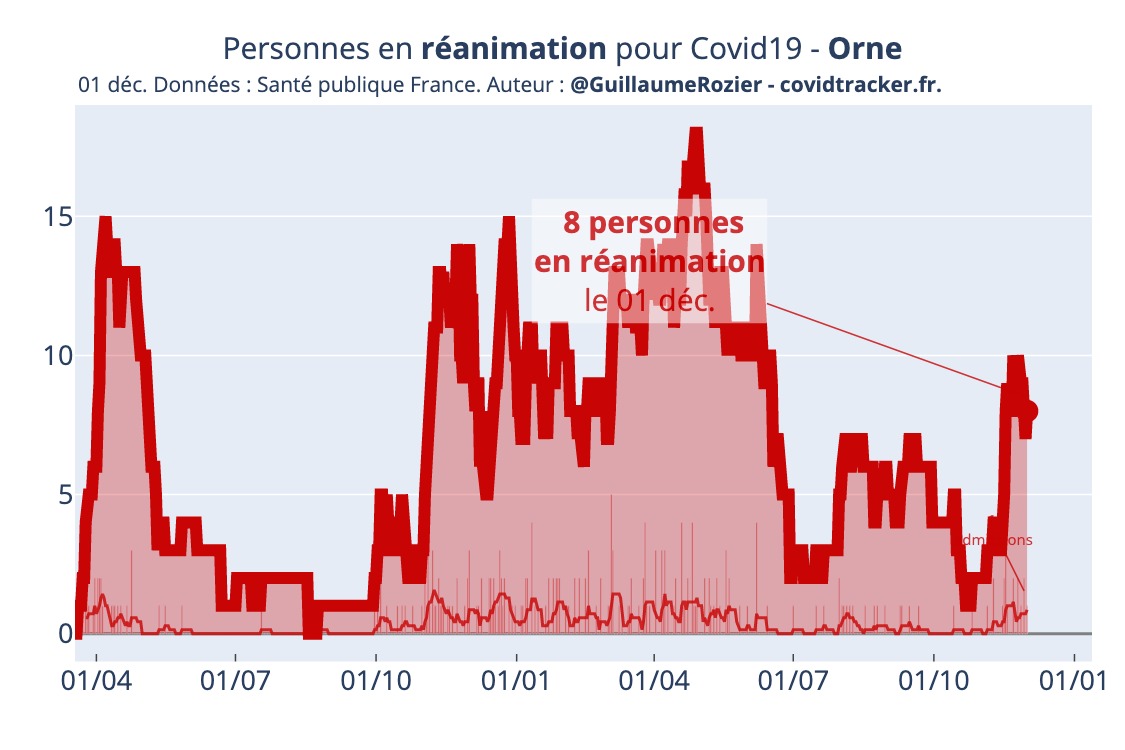 Personnes en réanimation pour Covid19 - Orne
01 déc. Données : Santé publique France. Auteur : @GuillaumeRozier - covidtracker.fr.
8 personnes
en réanimation
le 01 déc.
15
10
5
0
01/04 01/07 01/10 01/01 01/04 01/07 01/10 01/01